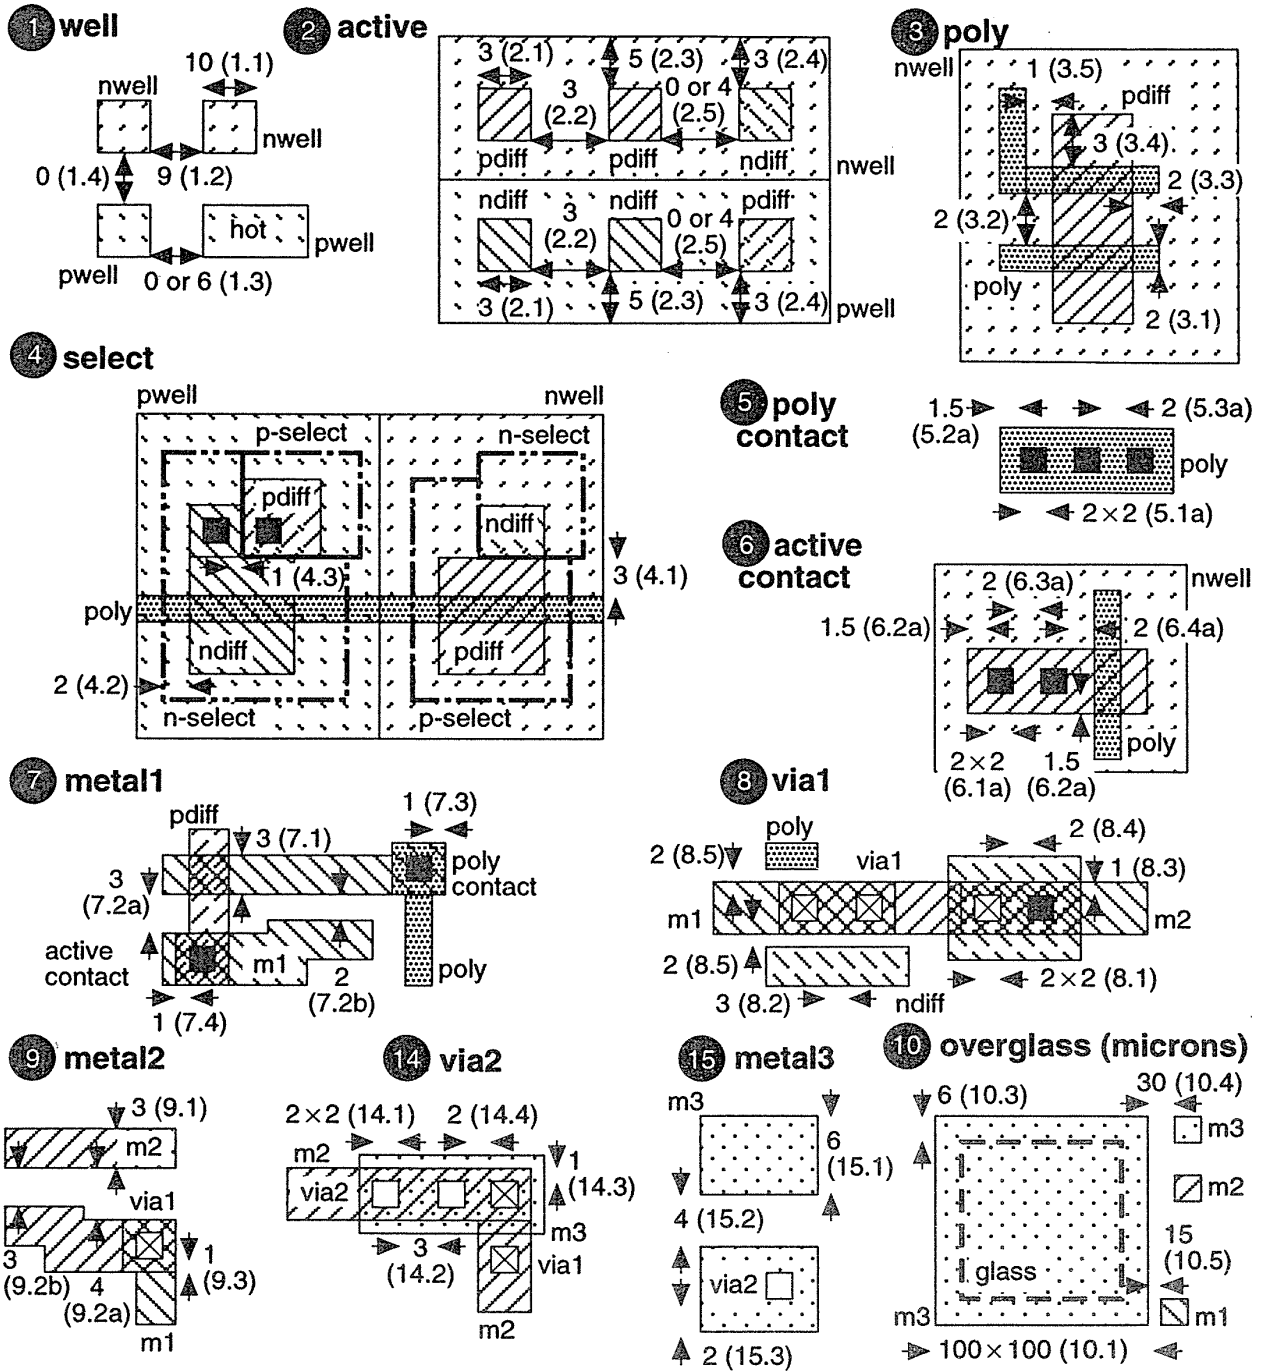 1 well
10 (1.1)
nwell
nwell
0 (1.4)
9 (1.2)
hot
pwell
pwell
0 or 6 (1.3)
2 active
3 (2.1)
5 (2.3)
3 (2.4)
3
(2.2)
0 or 4
(2.5)
pdiff
pdiff
ndiff
nwell
ndiff
ndiff
pdiff
3
(2.2)
0 or 4
(2.5)
3 (2.1)
5 (2.3)
3 (2.4)
pwell
3 poly
nwell
1 (3.5)
pdiff
3 (3.4)
2 (3.3)
2 (3.2)
poly
2 (3.1)
4 select
pwell
nwell
p-select
n-select
pdiff
ndiff
1 (4.3)
3 (4.1)
poly
ndiff
pdiff
2 (4.2)
n-select
p-select
5 poly
contact
1.5
(5.2a)
2 (5.3a)
poly
2×2 (5.1a)
6 active
contact
nwell
2 (6.3a)
1.5 (6.2a)
2 (6.4a)
poly
2×2
(6.1a)
1.5
(6.2a)
7 metal1
pdiff
1 (7.3)
3 (7.1)
poly
contact
3
(7.2a)
active
contact
m1
2
(7.2b)
poly
1 (7.4)
8 via1
poly
2 (8.4)
2 (8.5)
via1
1 (8.3)
m1
m2
2 (8.5)
2×2 (8.1)
3 (8.2)
ndiff
9 metal2
3 (9.1)
m2
via1
3
(9.2b)
4
(9.2a)
1
(9.3)
m1
14 via2
2×2 (14.1)
2 (14.4)
m2
via2
1
(14.3)
m3
3
(14.2)
via1
m2
15 metal3
m3
6
(15.1)
4 (15.2)
via2
2 (15.3)
10 overglass (microns)
6 (10.3)
30 (10.4)
m3
m2
15
(10.5)
glass
m3
m1
100×100 (10.1)